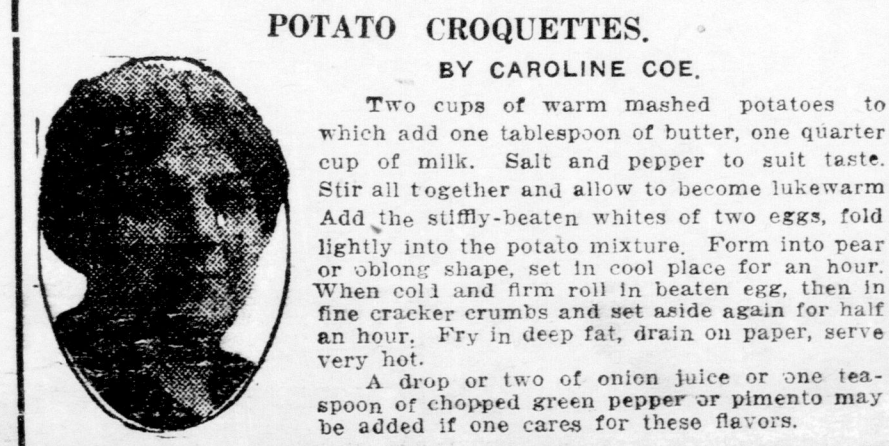 POTATO CROQUETTES.
BY CAROLINE COE.
Two cups of warm mashed potatoes to
which add one tablespoon of butter, one quarter
cup of milk. Salt and pepper to suit taste.
Stir all together and allow to become lukewarm
Add the stiffly-beaten whites of two eggs, fold
lightly into the potato mixture. Form into pear
or oblong shape, set in cool place for an hour.
When cold and firm roll in beaten egg, then in
fine cracker crumbs and set aside again for half
an hour. Fry in deep fat, drain on paper, serve
very hot.
A drop or two of onion juice or one tea-
spoon of chopped green pepper or pimento may
be added if one cares for these flavors.